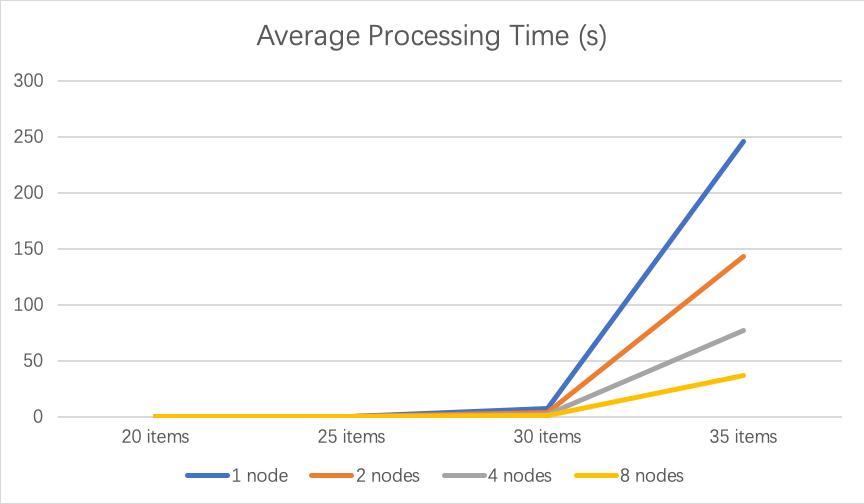 Average Processing Time (s)
300
250
200
150
100
50
0
20 items 25 items 30 items 35 items
1 node 2 nodes 4 nodes 8 nodes